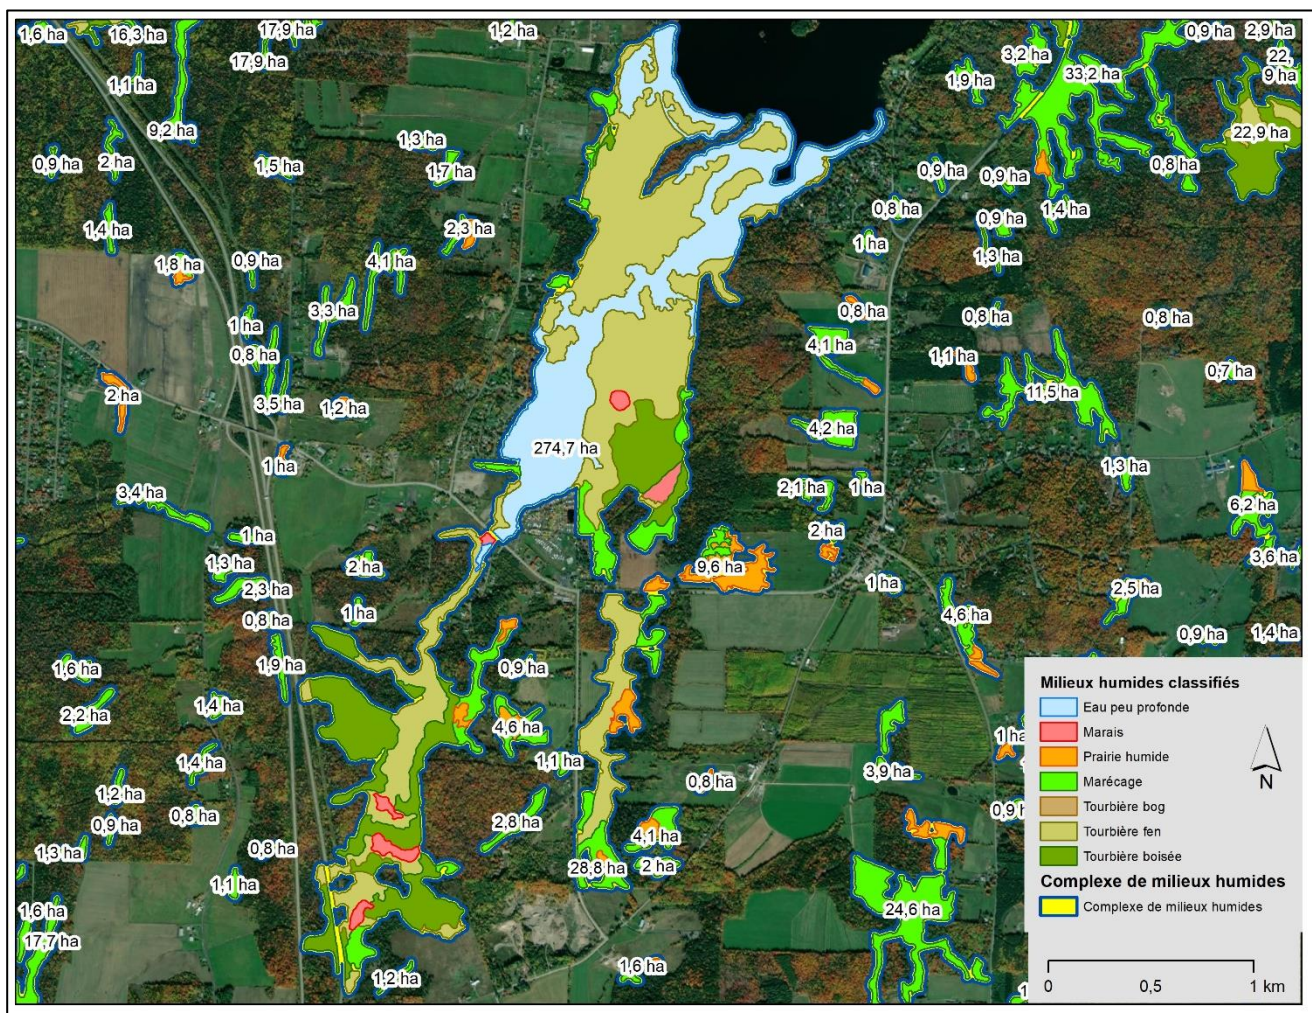 1,6 ha
16,3 ha
17,9 ha
1,2 ha
0,9 ha
2,9 ha
17,9 ha
3,2 ha
22,
9 ha
1,1 ha
1,9 ha
33,2 ha
9,2 ha
1,3 ha
22,9 ha
0,9 ha
2 ha
1,5 ha
1,7 ha
0,9 ha
0,9 ha
0,8 ha
1,4 ha
2,3 ha
0,8 ha
0,9 ha
1,4 ha
1 ha
1,3 ha
1,8 ha
0,9 ha
4,1 ha
3,3 ha
0,8 ha
0,8 ha
0,8 ha
1 ha
0,8 ha
4,1 ha
1,1 ha
0,7 ha
2 ha
3,5 ha
1,2 ha
11,5 ha
4,2 ha
274,7 ha
1 ha
1,3 ha
3,4 ha
2,1 ha
1 ha
6,2 ha
1 ha
2 ha
3,6 ha
1,3 ha
2 ha
9,6 ha
2,3 ha
1 ha
2,5 ha
0,8 ha
1 ha
4,6 ha
0,9 ha
1,4 ha
1,6 ha
1,9 ha
0,9 ha
2,2 ha
1,4 ha
4,6 ha
1 ha
1,4 ha
1,1 ha
3,9 ha
1,2 ha
0,8 ha
0,9 ha
0,8 ha
0,9 h
2,8 ha
4,1 ha
1,3 ha
0,8 ha
28,8 ha
2 ha
1,1 ha
1,6 ha
24,6 ha
17,7 ha
1,2 ha
1,6 ha
Milieux humides classifiés
Eau peu profonde
Marais
Prairie humide
Marécage
Tourbière bog
Tourbière fen
Tourbière boisée
Complexe de milieux humides
Complexe de milieux humides
N
0 0,5 1 km